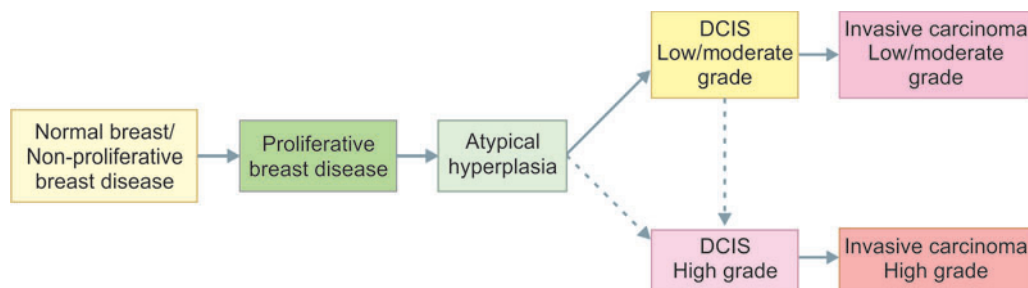 Normal breast/
Non-proliferative
breast disease
Proliferative
breast disease
Atypical
hyperplasia
DCIS
Low/moderate
grade
Invasive carcinoma
Low/moderate
grade
DCIS
High grade
Invasive carcinoma
High grade